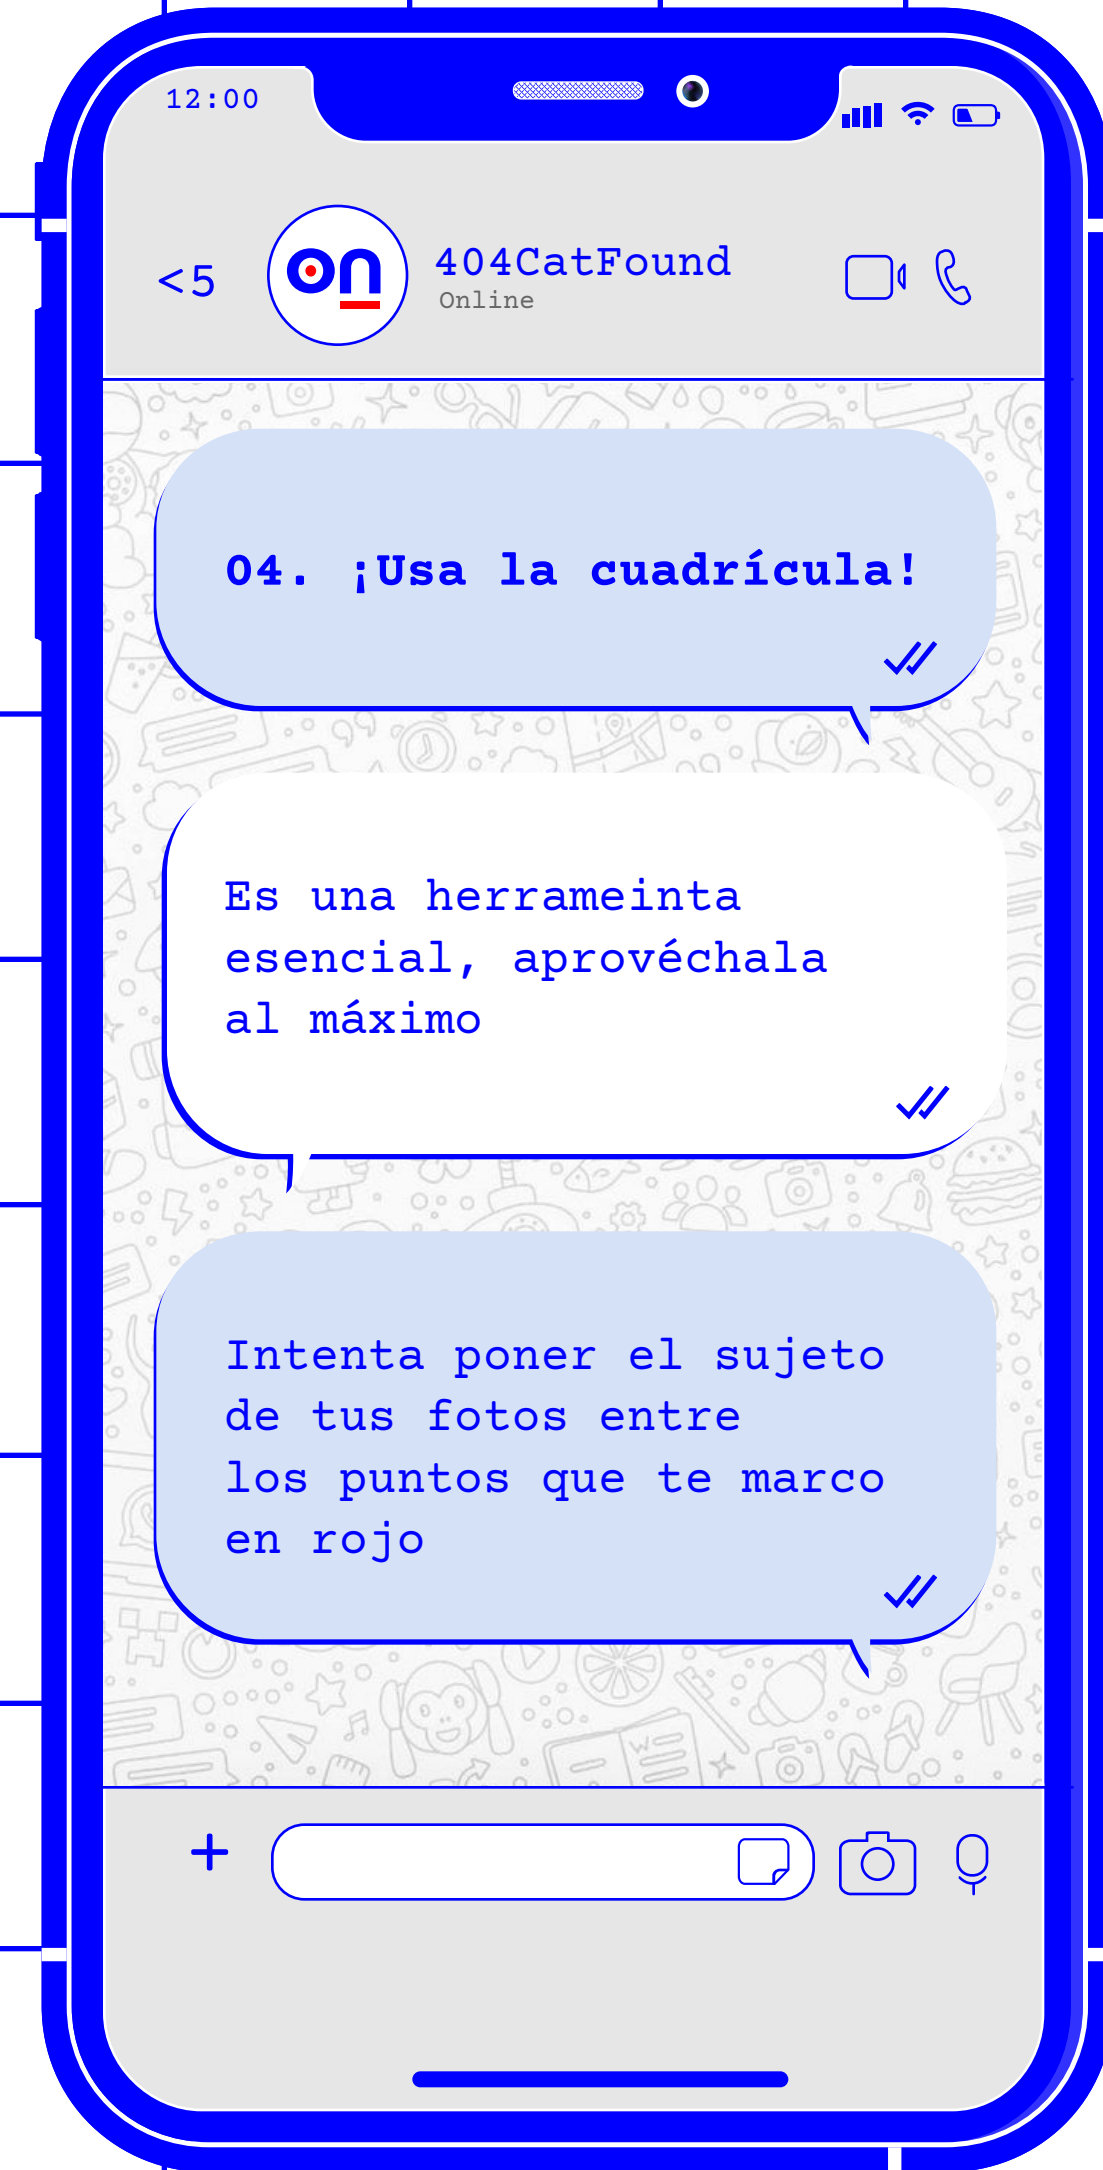 12:00
<5
on
404CatFound
Online
04. ¡Usa la cuadrícula!
Es una herrameinta
esencial, aprovéchala
al máximo
Intenta poner el sujeto
de tus fotos entre
los puntos que te marco
en rojo